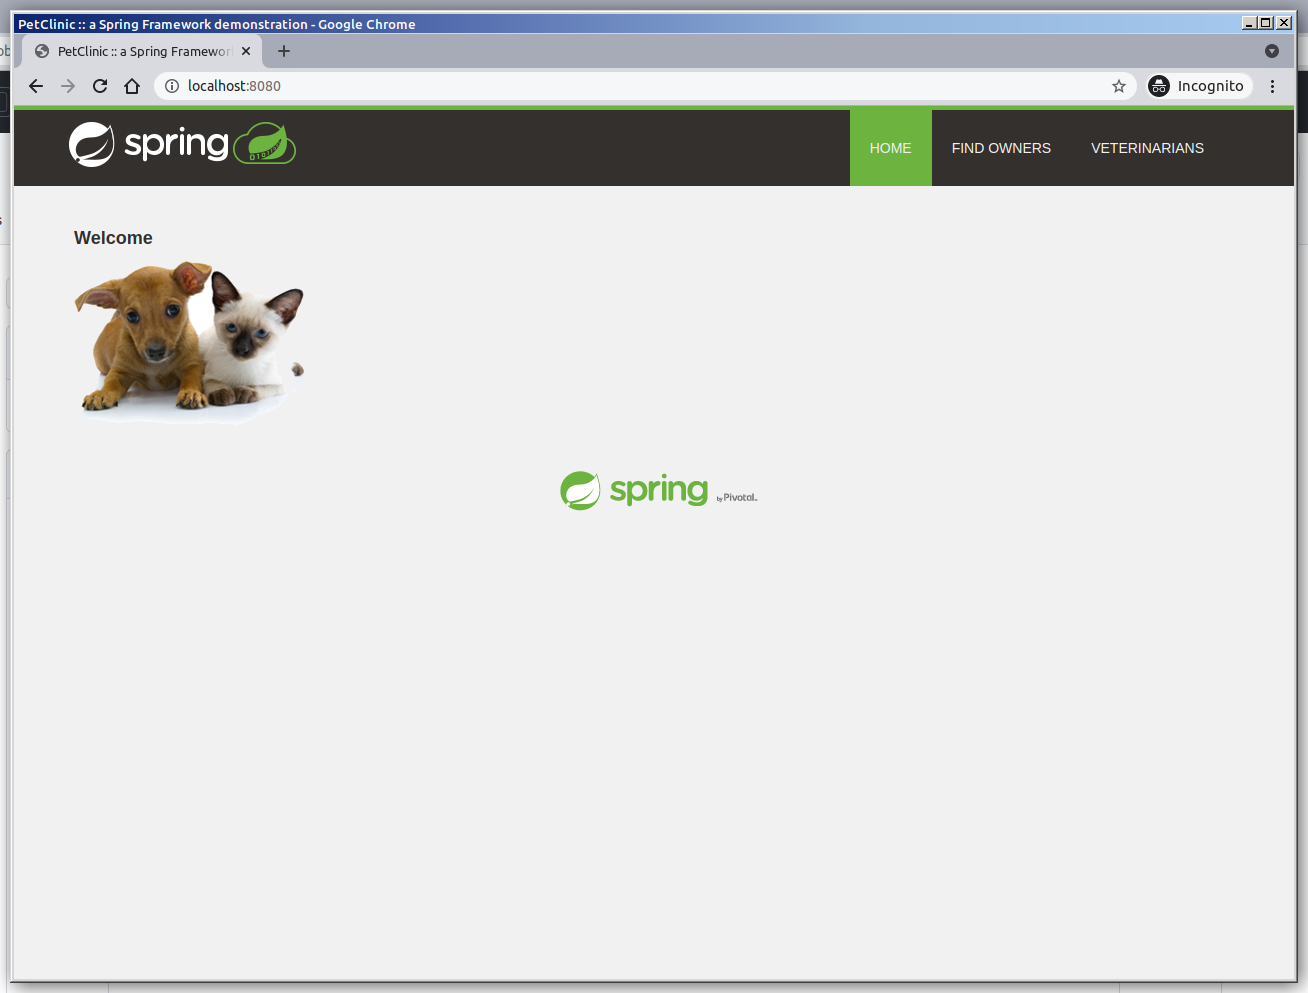 PetClinic :: a Spring Framework demonstration - Google Chrome
PetClinic :: a Spring Framewor
localhost:8080
Incognito
spring
HOME
FIND OWNERS
VETERINARIANS
Welcome
spring by Pivotal